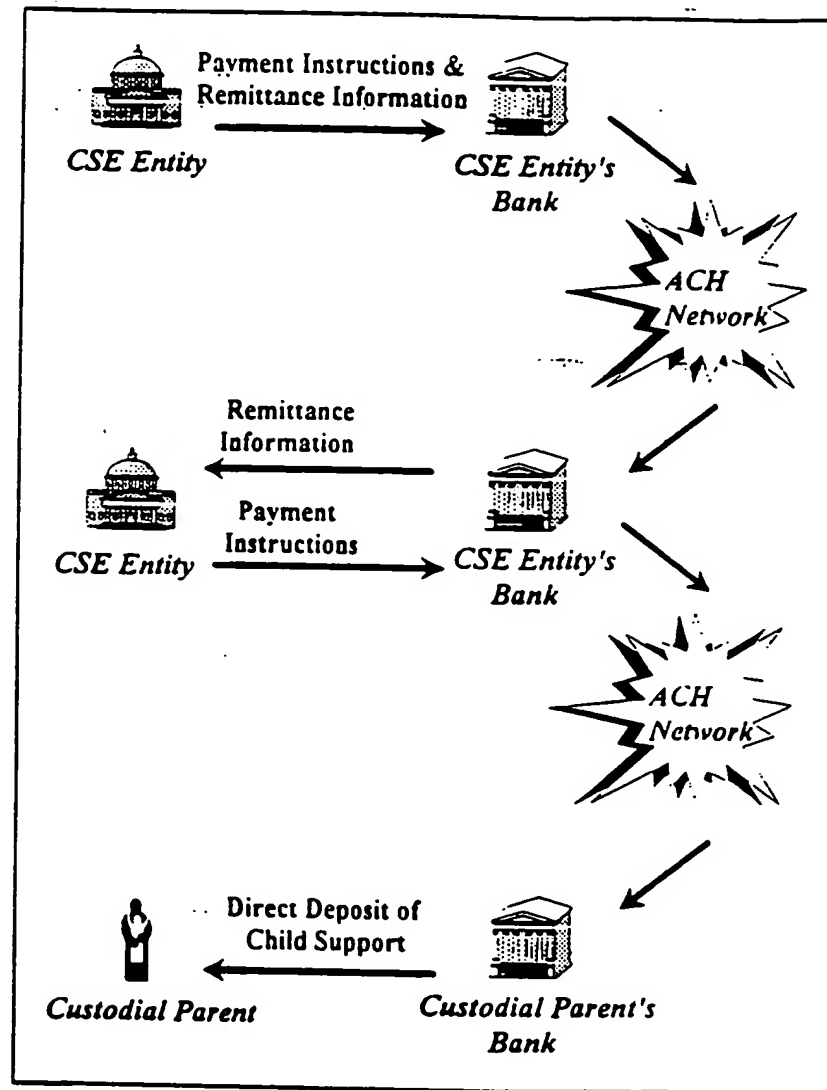 Payment Instructions &
Remittance Information
CSE Entity
CSE Entity's
Bank
ACH
Network
Remittance
Information
Payment
Instructions
CSE Entity
CSE Entity's
Bank
ACH
Network
Direct Deposit of
Child Support
Custodial Parent
Custodial Parent's
Bank